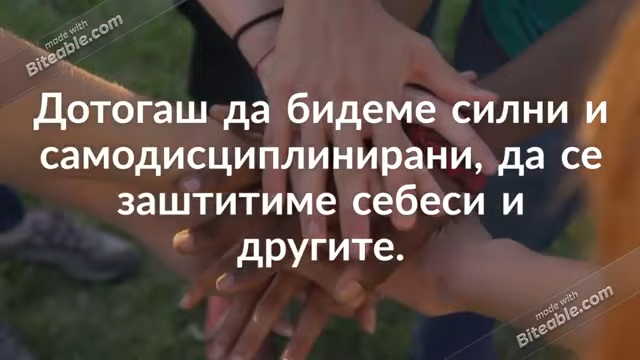 made with
Biteable.com
Дотогаш да бидеме силни и
самодисциплинирани, да се
заштитиме себеси и
другите.
made with
Biteable.com